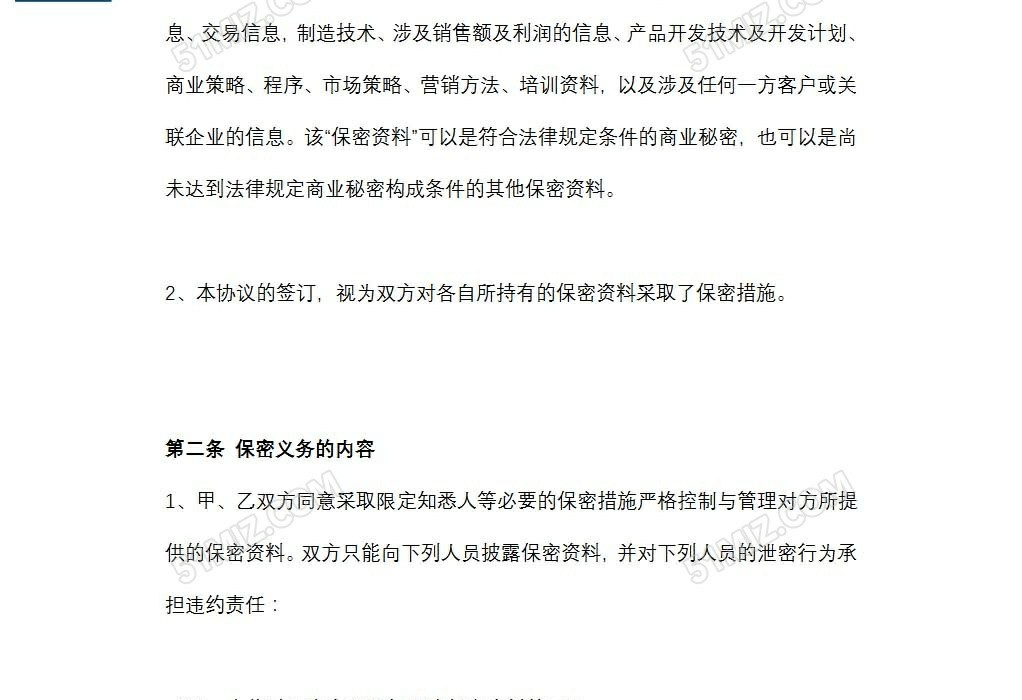 息、交易信息，制造技术、涉及销售额及利润的信息、产品开发技术及开发计划、
商业策略、程序、市场策略、营销方法、培训资料，以及涉及任何一方客户或关
联企业的信息。该“保密资料”可以是符合法律规定条件的商业秘密，也可以是尚
未达到法律规定商业秘密构成条件的其他保密资料。
2、本协议的签订，视为双方对各自所持有的保密资料采取了保密措施。
第二条 保密义务的内容
1、甲、乙双方同意采取限定知悉人等必要的保密措施严格控制与管理对方所提
供的保密资料。双方只能向下列人员披露保密资料，并对下列人员的泄密行为承
担违约责任：
51MIZ.COM
51MIZ.COM
51MIZ.COM
51MIZ.COM